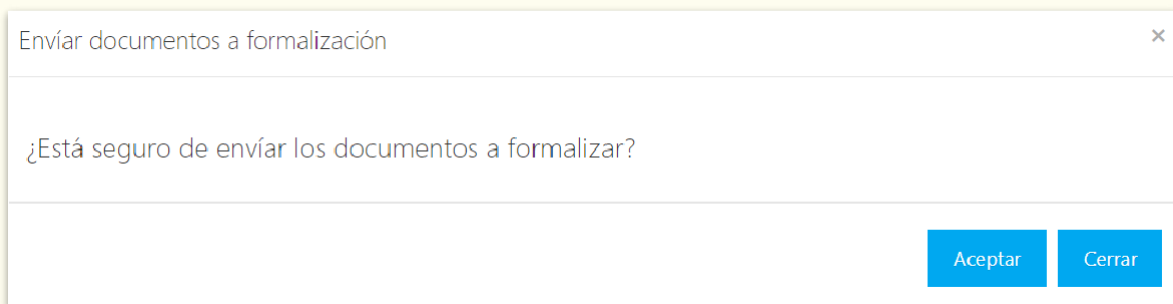 Envíar documentos a formalización
×
¿Está seguro de envíar los documentos a formalizar?
Aceptar
Cerrar